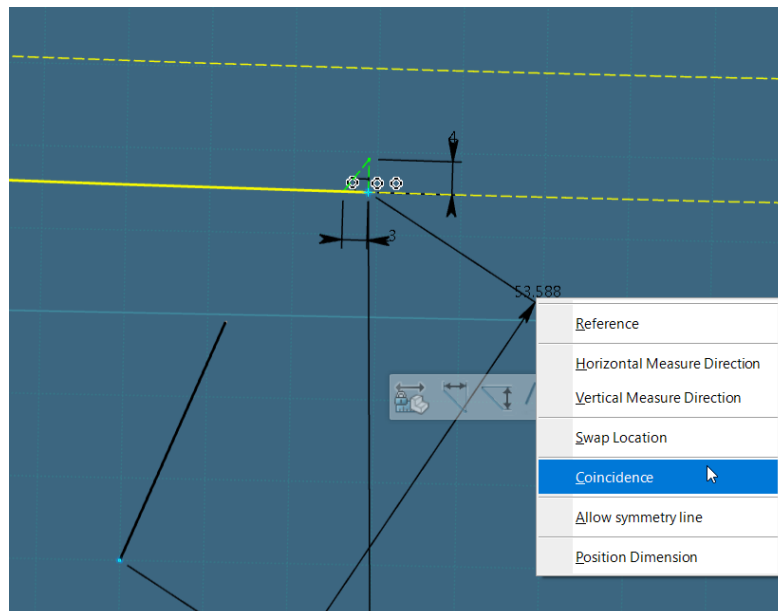 4
3
53,588
Reference
Horizontal Measure Direction
Vertical Measure Direction
Swap Location
Coincidence
Allow symmetry line
Position Dimension